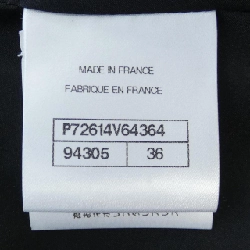 MADE IN FRANCE
FABRIQUE EN FRANCE
P72614V64364
94305 36